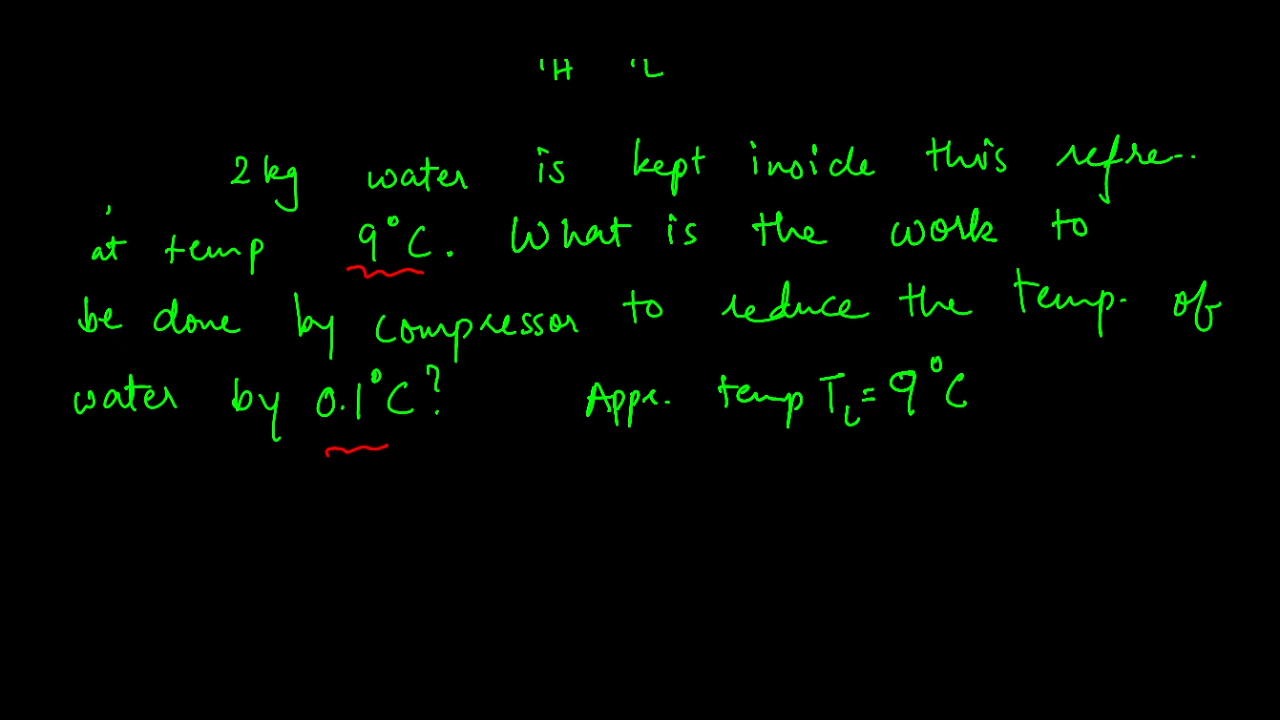 H L
2 kg water is kept inside this refre..
at temp 9°C. What is the work to
be done by compressor to reduce the temp. of
water by 0.1°C? Appr. temp T_L = 9°C